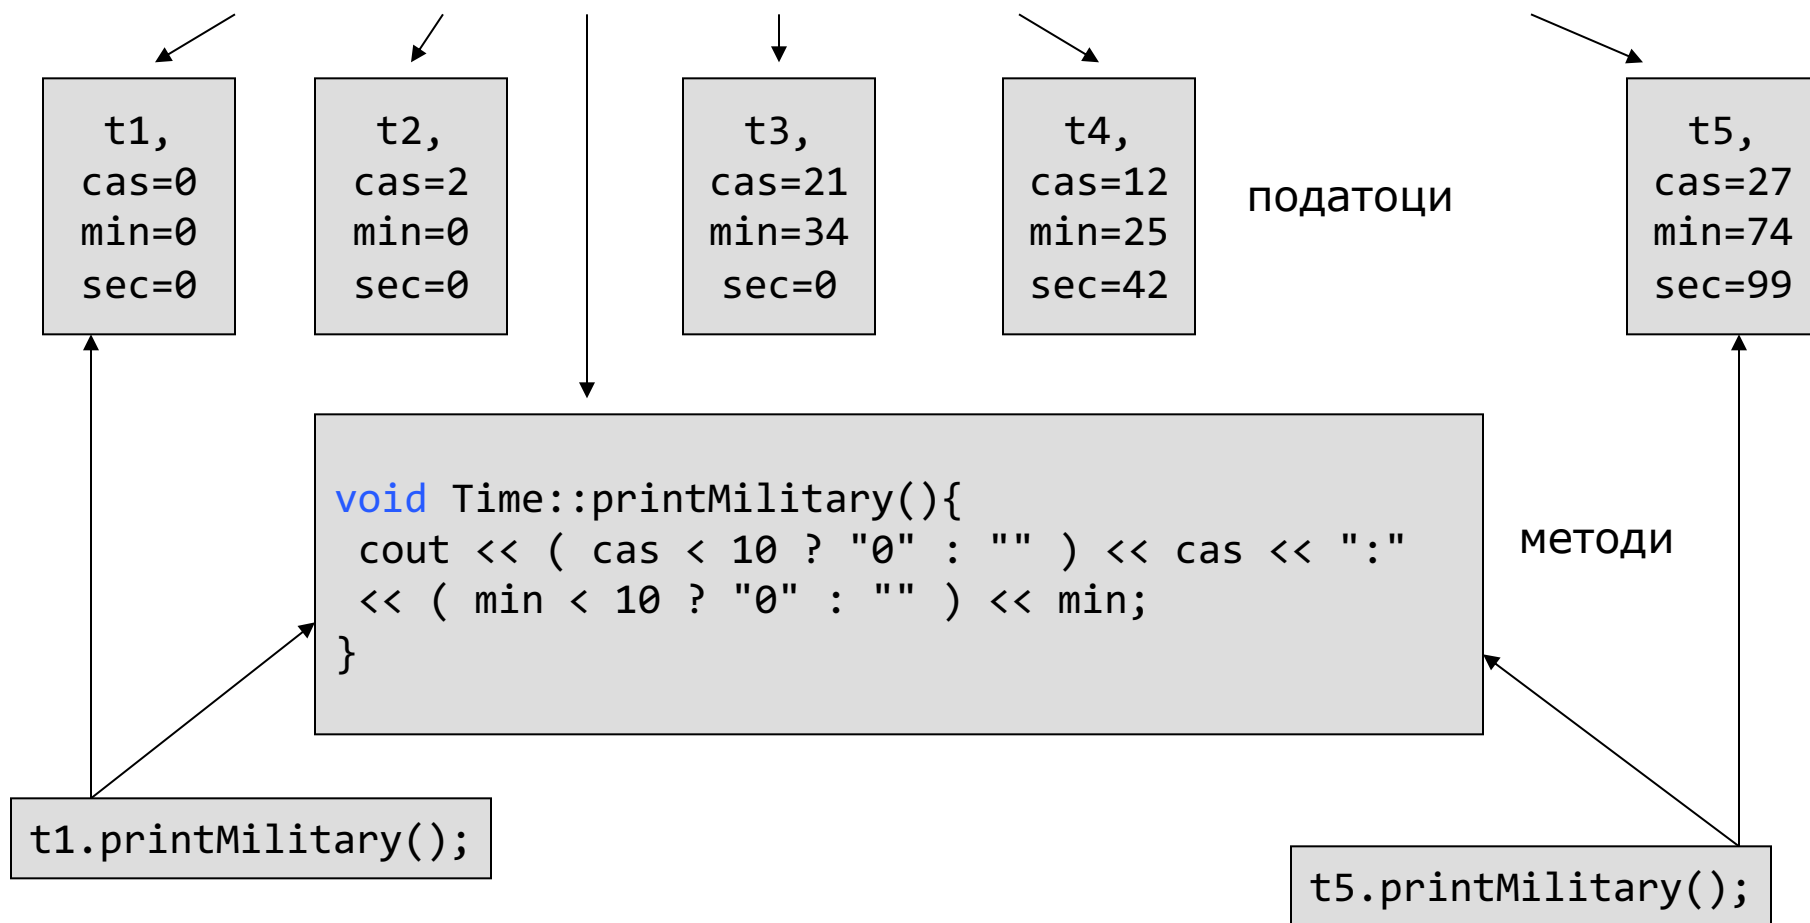 t1,
cas=0
min=0
sec=0
t2,
cas=2
min=0
sec=0
t3,
cas=21
min=34
sec=0
t4,
cas=12
min=25
sec=42
податоци
t5,
cas=27
min=74
sec=99
void Time::printMilitary(){
cout << ( cas < 10 ? "0" : "" ) << cas << ":"
<< ( min < 10 ? "0" : "" ) << min;
}
методи
t1.printMilitary();
t5.printMilitary();